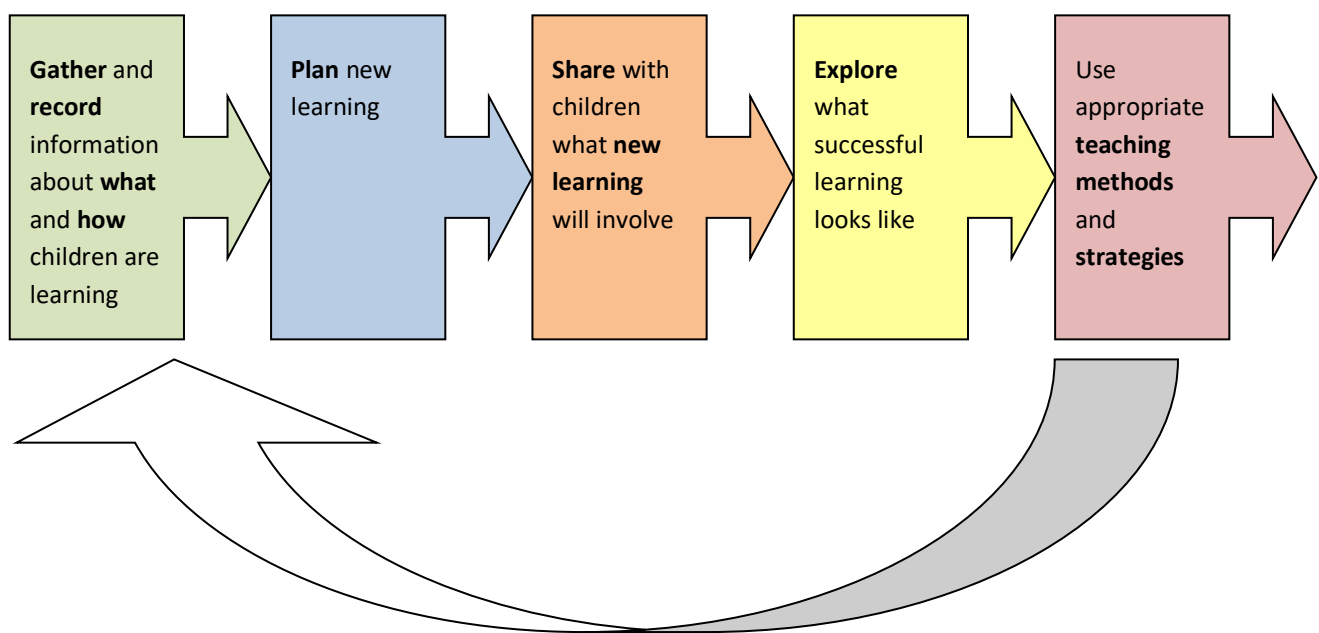 Gather and
record
information
about what
and how
children are
learning
Plan new
learning
Share with
children
what new
learning
will involve
Explore
what
successful
learning
looks like
Use
appropriate
teaching
methods
and
strategies